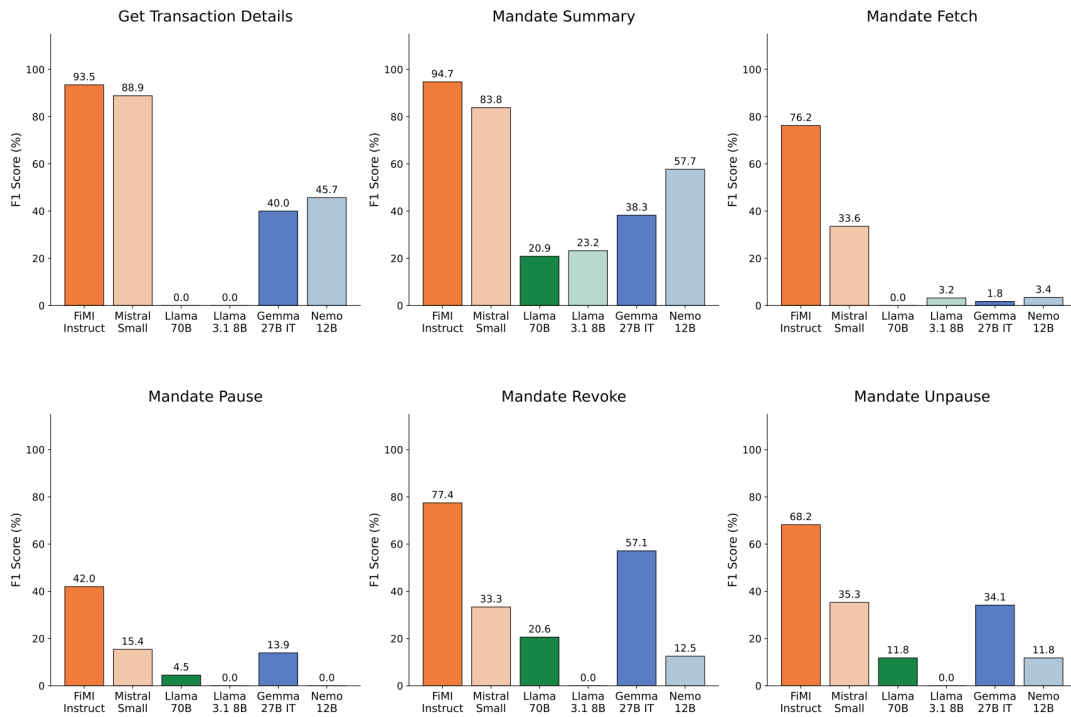 Get Transaction Details
F1 Score (%)
100
80
60
40
20
0
93.5
88.9
0.0
0.0
40.0
45.7
FiMI
Instruct
Mistral
Small
Llama
70B
Llama
3.1 8B
Gemma
27B IT
Nemo
12B
Mandate Summary
F1 Score (%)
100
80
60
40
20
0
94.7
83.8
20.9
23.2
38.3
57.7
FiMI
Instruct
Mistral
Small
Llama
70B
Llama
3.1 8B
Gemma
27B IT
Nemo
12B
Mandate Fetch
F1 Score (%)
100
80
60
40
20
0
76.2
33.6
0.0
3.2
1.8
3.4
FiMI
Instruct
Mistral
Small
Llama
70B
Llama
3.1 8B
Gemma
27B IT
Nemo
12B
Mandate Pause
F1 Score (%)
100
80
60
40
20
0
42.0
15.4
4.5
0.0
13.9
0.0
FiMI
Instruct
Mistral
Small
Llama
70B
Llama
3.1 8B
Gemma
27B IT
Nemo
12B
Mandate Revoke
F1 Score (%)
100
80
60
40
20
0
77.4
33.3
20.6
0.0
57.1
12.5
FiMI
Instruct
Mistral
Small
Llama
70B
Llama
3.1 8B
Gemma
27B IT
Nemo
12B
Mandate Unpause
F1 Score (%)
100
80
60
40
20
0
68.2
35.3
11.8
0.0
34.1
11.8
FiMI
Instruct
Mistral
Small
Llama
70B
Llama
3.1 8B
Gemma
27B IT
Nemo
12B